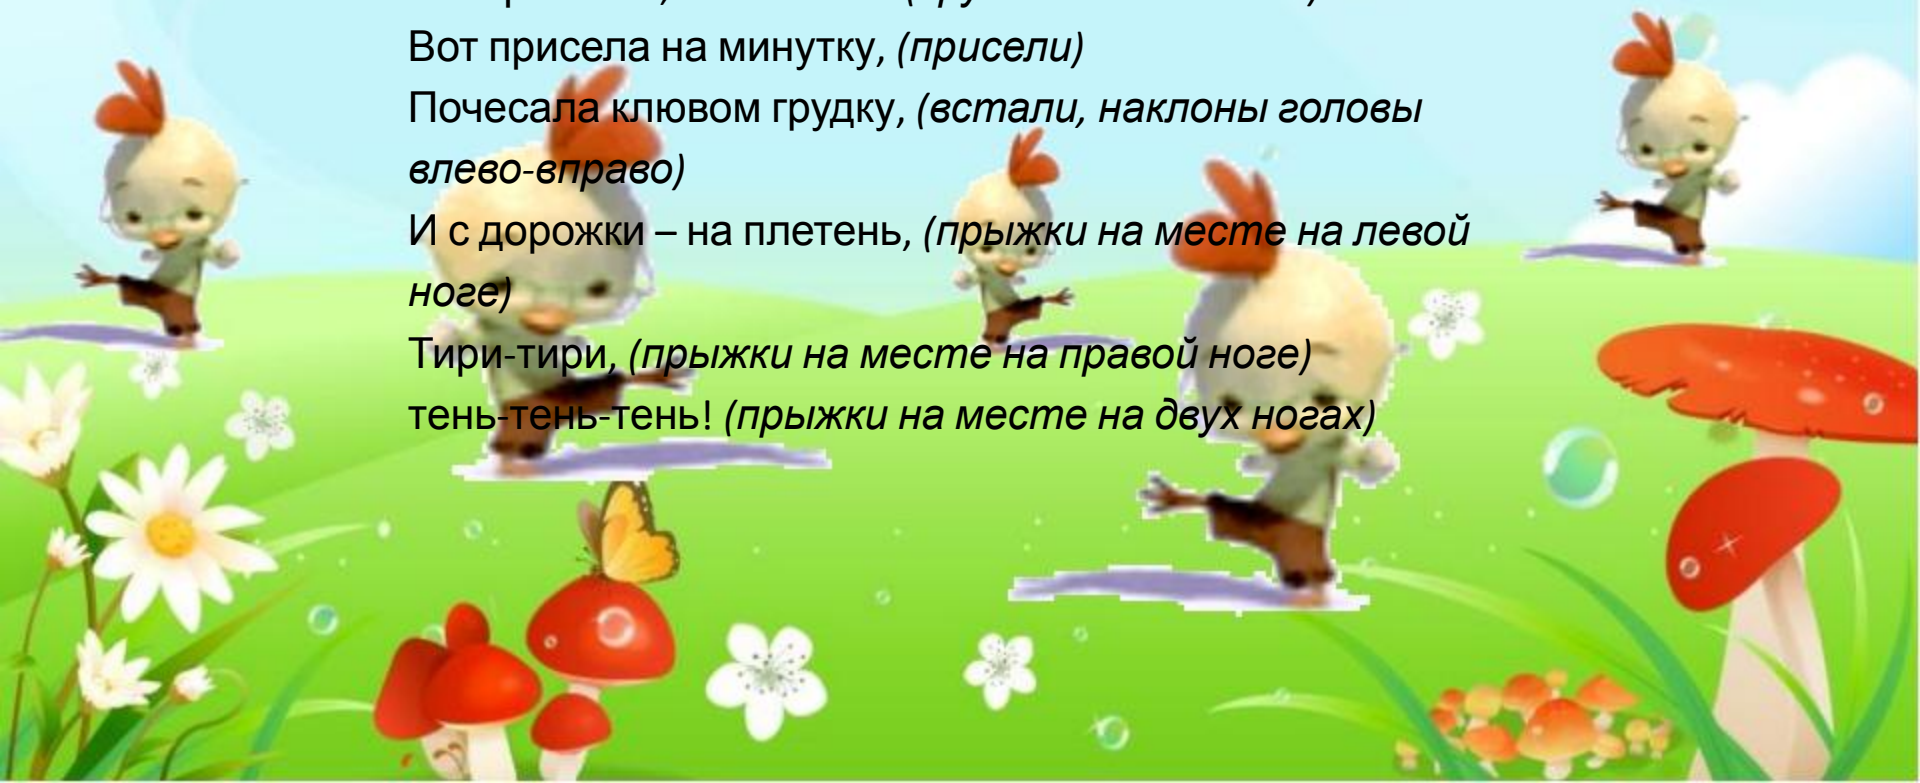 Вот присела на минутку, (присели)
Почесала клювом грудку, (встали, наклоны головы
влево-вправо)
И с дорожки – на плетень, (прыжки на месте на левой
ноге)
Тири-тири, (прыжки на месте на правой ноге)
тень-тень-тень! (прыжки на месте на двух ногах)